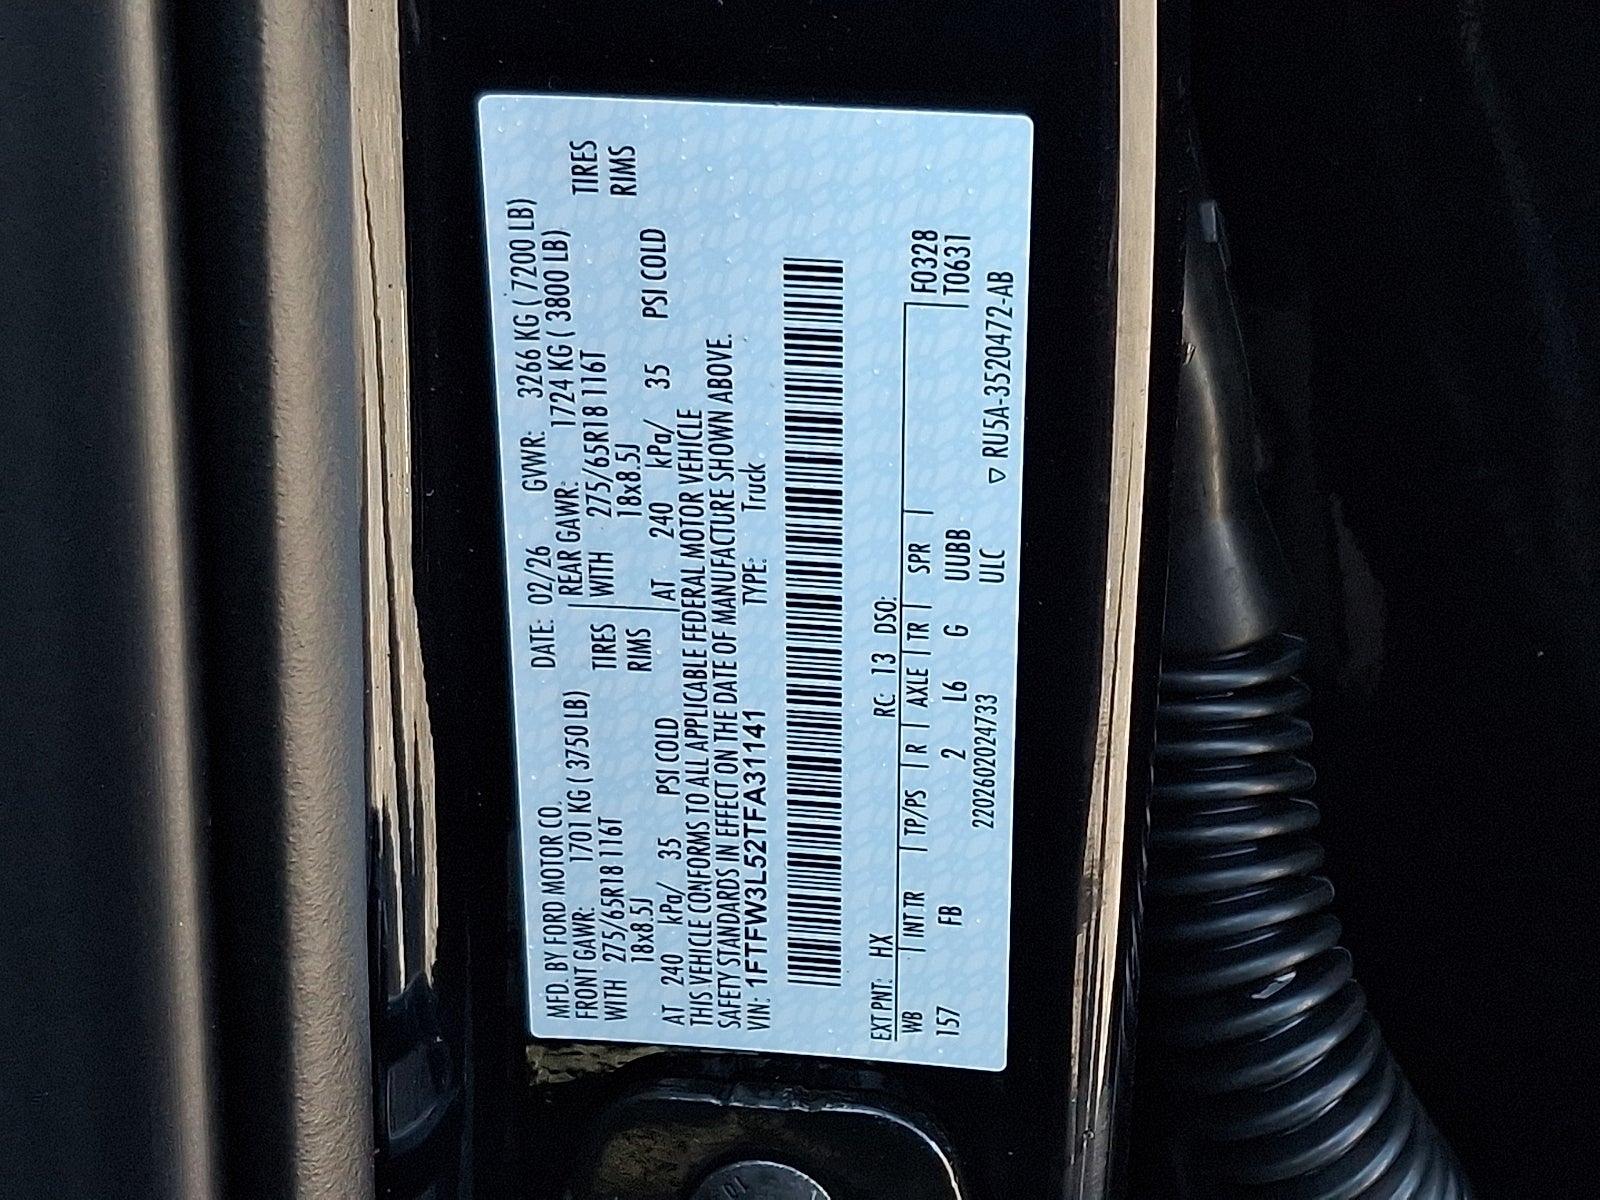 MFD. BY FORD MOTOR CO. DATE: 02/26 GVWR: 3266 KG ( 7200 LB)
FRONT GAWR: 1701 KG ( 3750 LB) REAR GAWR: 1724 KG ( 3800 LB)
WITH 275/65R18 116T TIRES WITH 275/65R18 116T TIRES
18x8.5J RIMS 18x8.5J RIMS
AT 240 kPa/ 35 PSI COLD AT 240 kPa/ 35 PSI COLD
THIS VEHICLE CONFORMS TO ALL APPLICABLE FEDERAL MOTOR VEHICLE
SAFETY STANDARDS IN EFFECT ON THE DATE OF MANUFACTURE SHOWN ABOVE.
VIN: 1FTFW3L52TFA31141 TYPE: Truck
EXT PNT: HX RC: 13 DSO:
WB INT TR TP/PS R AXLE TR SPR F0328
157 FB 2 L6 G UUBB T0631
2202602024733 ULC ▽ RU5A-3520472-AB